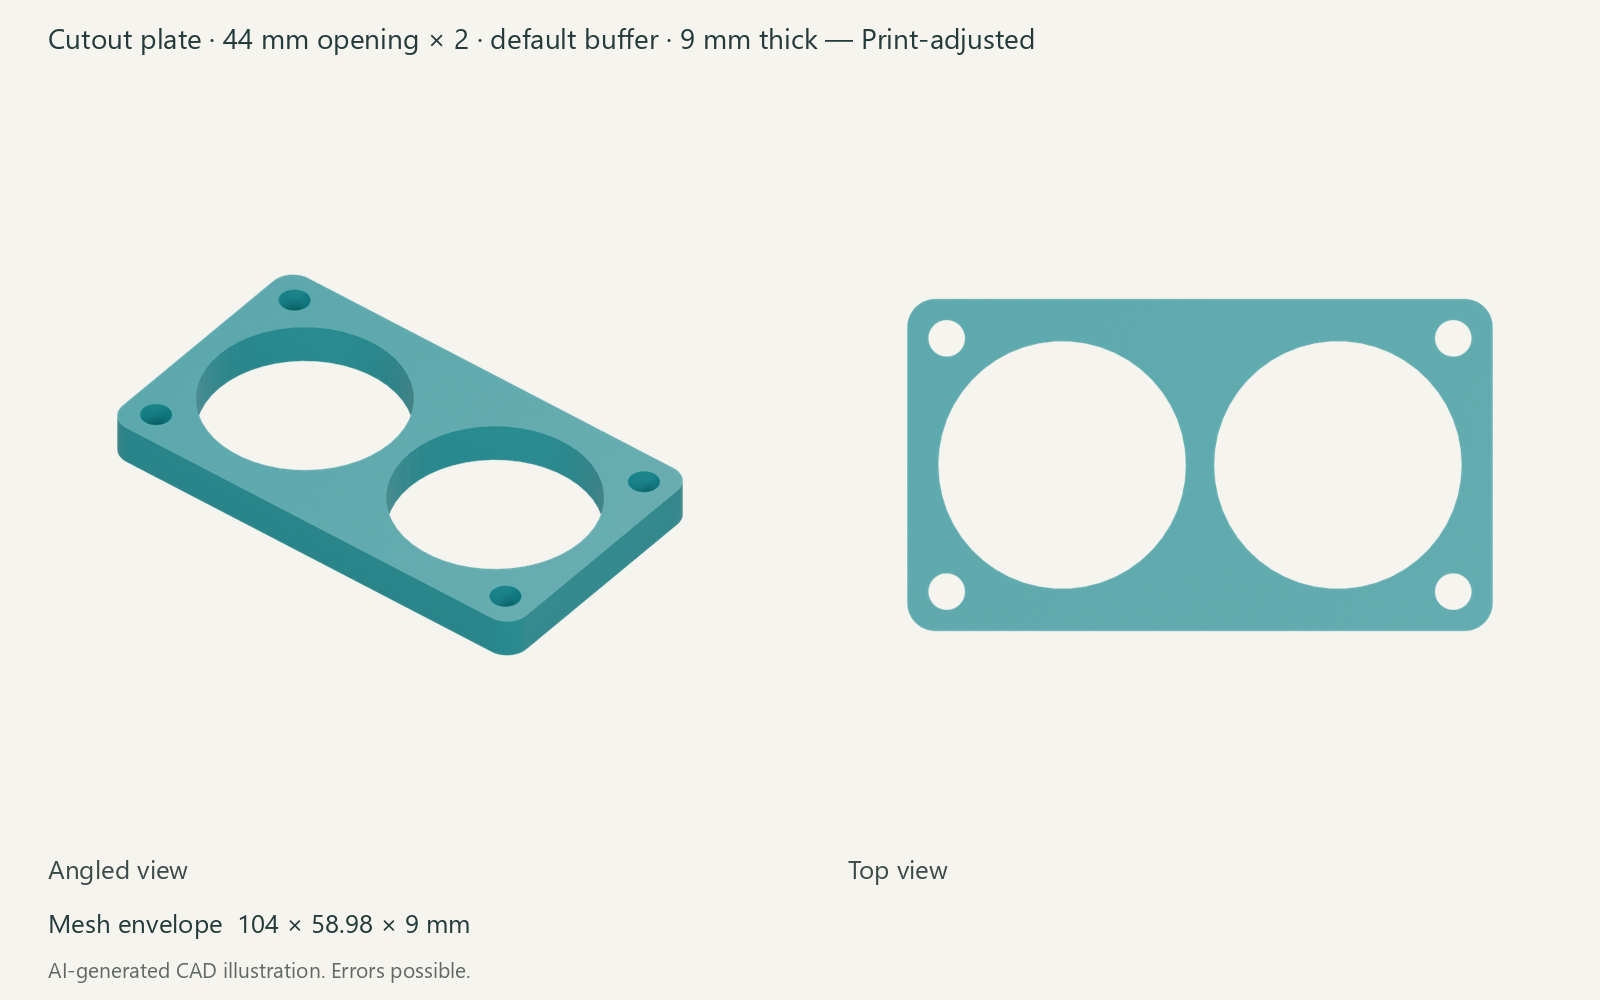 Cutout plate · 44 mm opening × 2 · default buffer · 9 mm thick — Print-adjusted
Angled view
Top view
Mesh envelope  104 × 58.98 × 9 mm
AI-generated CAD illustration. Errors possible.